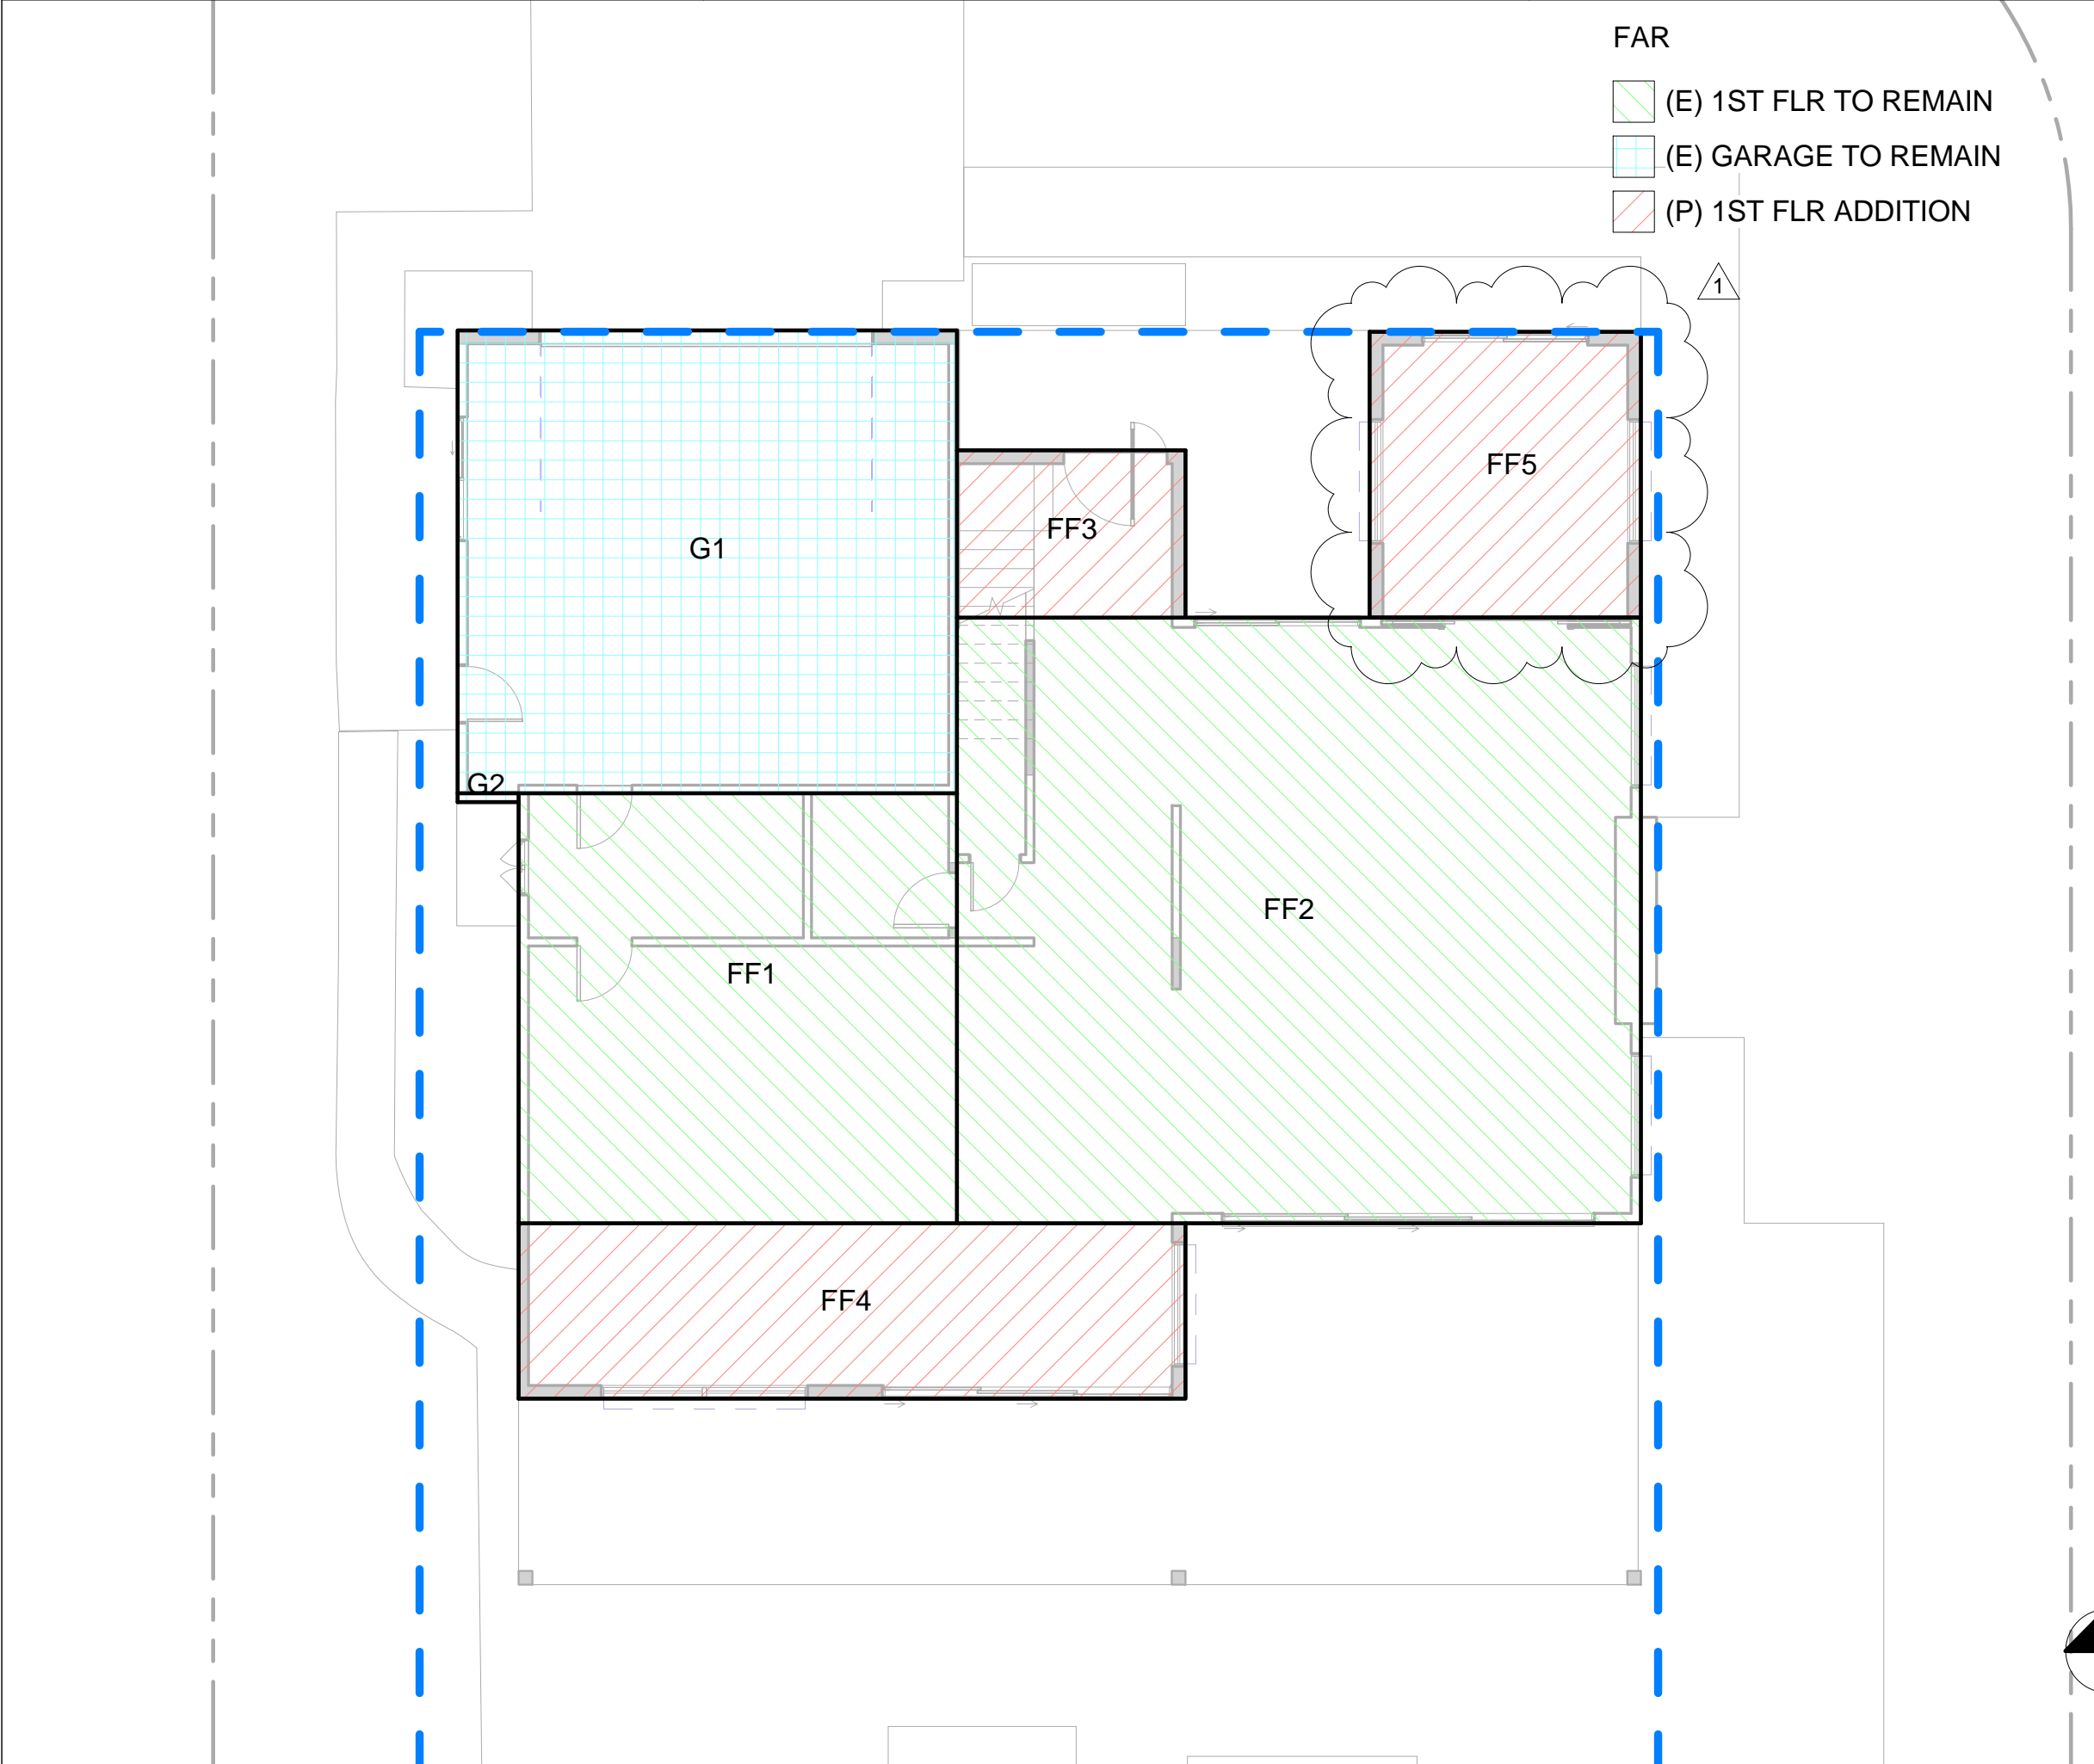 FAR
(E) 1ST FLR TO REMAIN
(E) GARAGE TO REMAIN
(P) 1ST FLR ADDITION
1
FF5
FF3
G1
G2
FF2
FF1
FF4